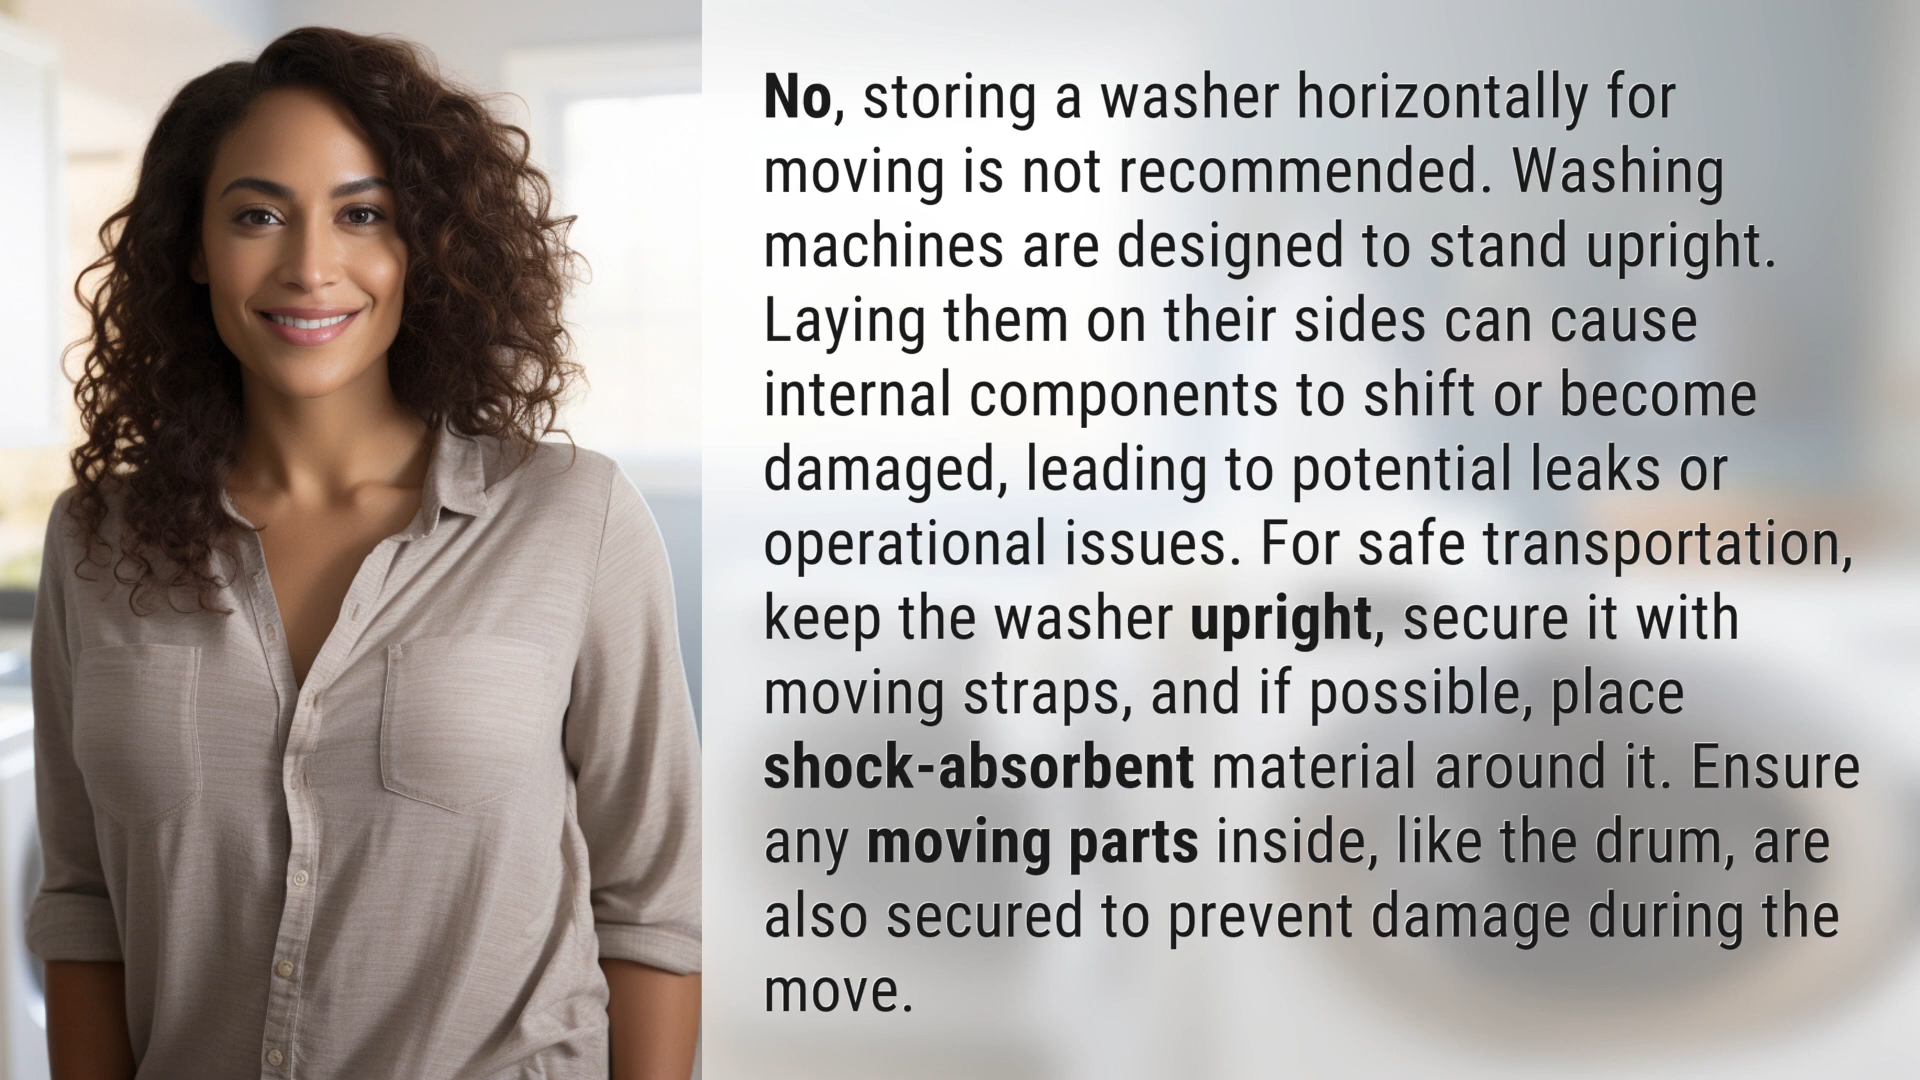 No, storing a washer horizontally for
moving is not recommended. Washing
machines are designed to stand upright.
Laying them on their sides can cause
internal components to shift or become
damaged, leading to potential leaks or
operational issues. For safe transportation,
keep the washer upright, secure it with
moving straps, and if possible, place
shock-absorbent material around it. Ensure
any moving parts inside, like the drum, are
also secured to prevent damage during the
move.